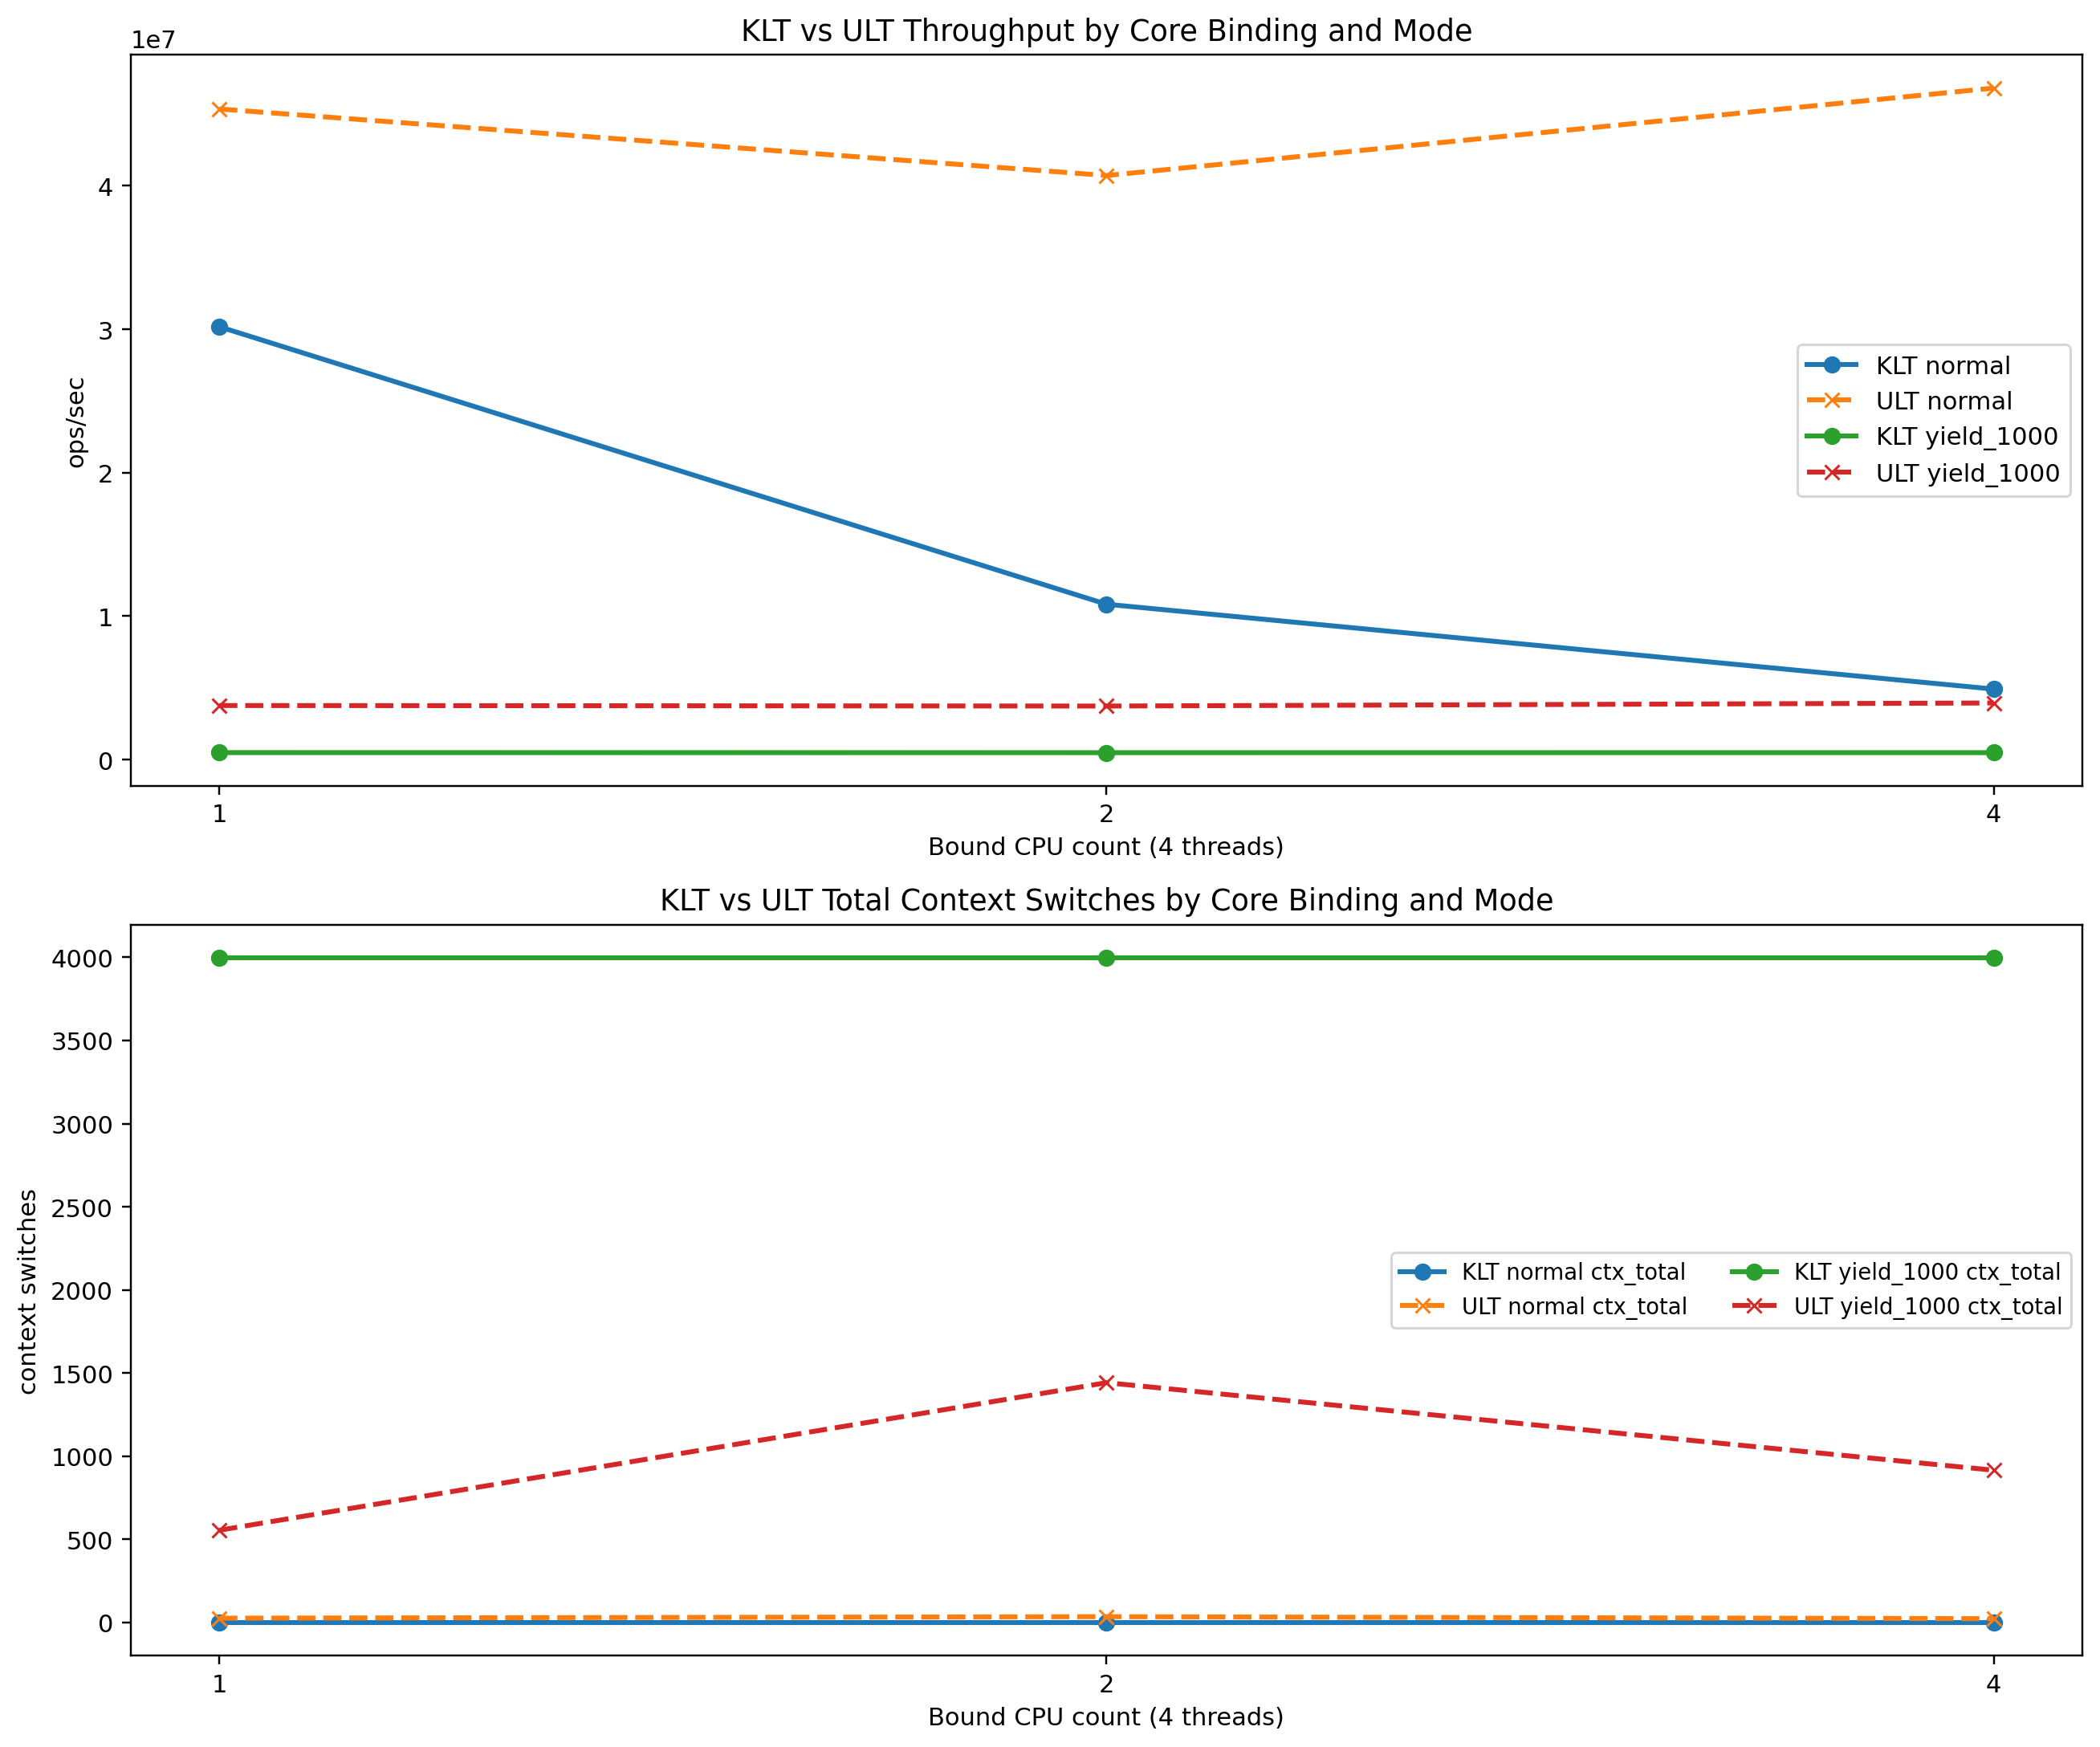 KLT vs ULT Throughput by Core Binding and Mode
1e7
4
3
2
1
0
ops/sec
KLT normal
ULT normal
KLT yield_1000
ULT yield_1000
1 2 4
Bound CPU count (4 threads)
KLT vs ULT Total Context Switches by Core Binding and Mode
4000
3500
3000
2500
2000
1500
1000
500
0
context switches
KLT normal ctx_total KLT yield_1000 ctx_total
ULT normal ctx_total ULT yield_1000 ctx_total
1 2 4
Bound CPU count (4 threads)